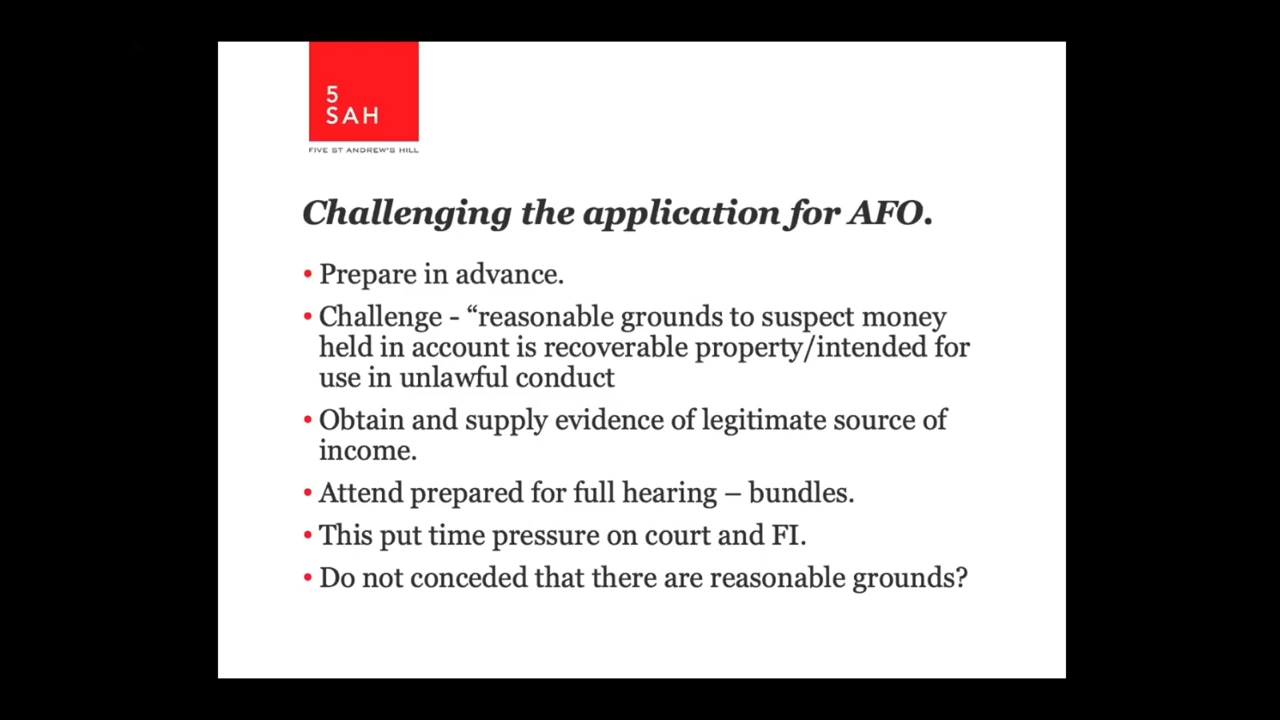 5
SAH
FIVE ST ANDREW'S HILL
Challenging the application for AFO.
• Prepare in advance.
• Challenge - “reasonable grounds to suspect money
held in account is recoverable property/intended for
use in unlawful conduct
• Obtain and supply evidence of legitimate source of
income.
• Attend prepared for full hearing – bundles.
• This put time pressure on court and FI.
• Do not conceded that there are reasonable grounds?